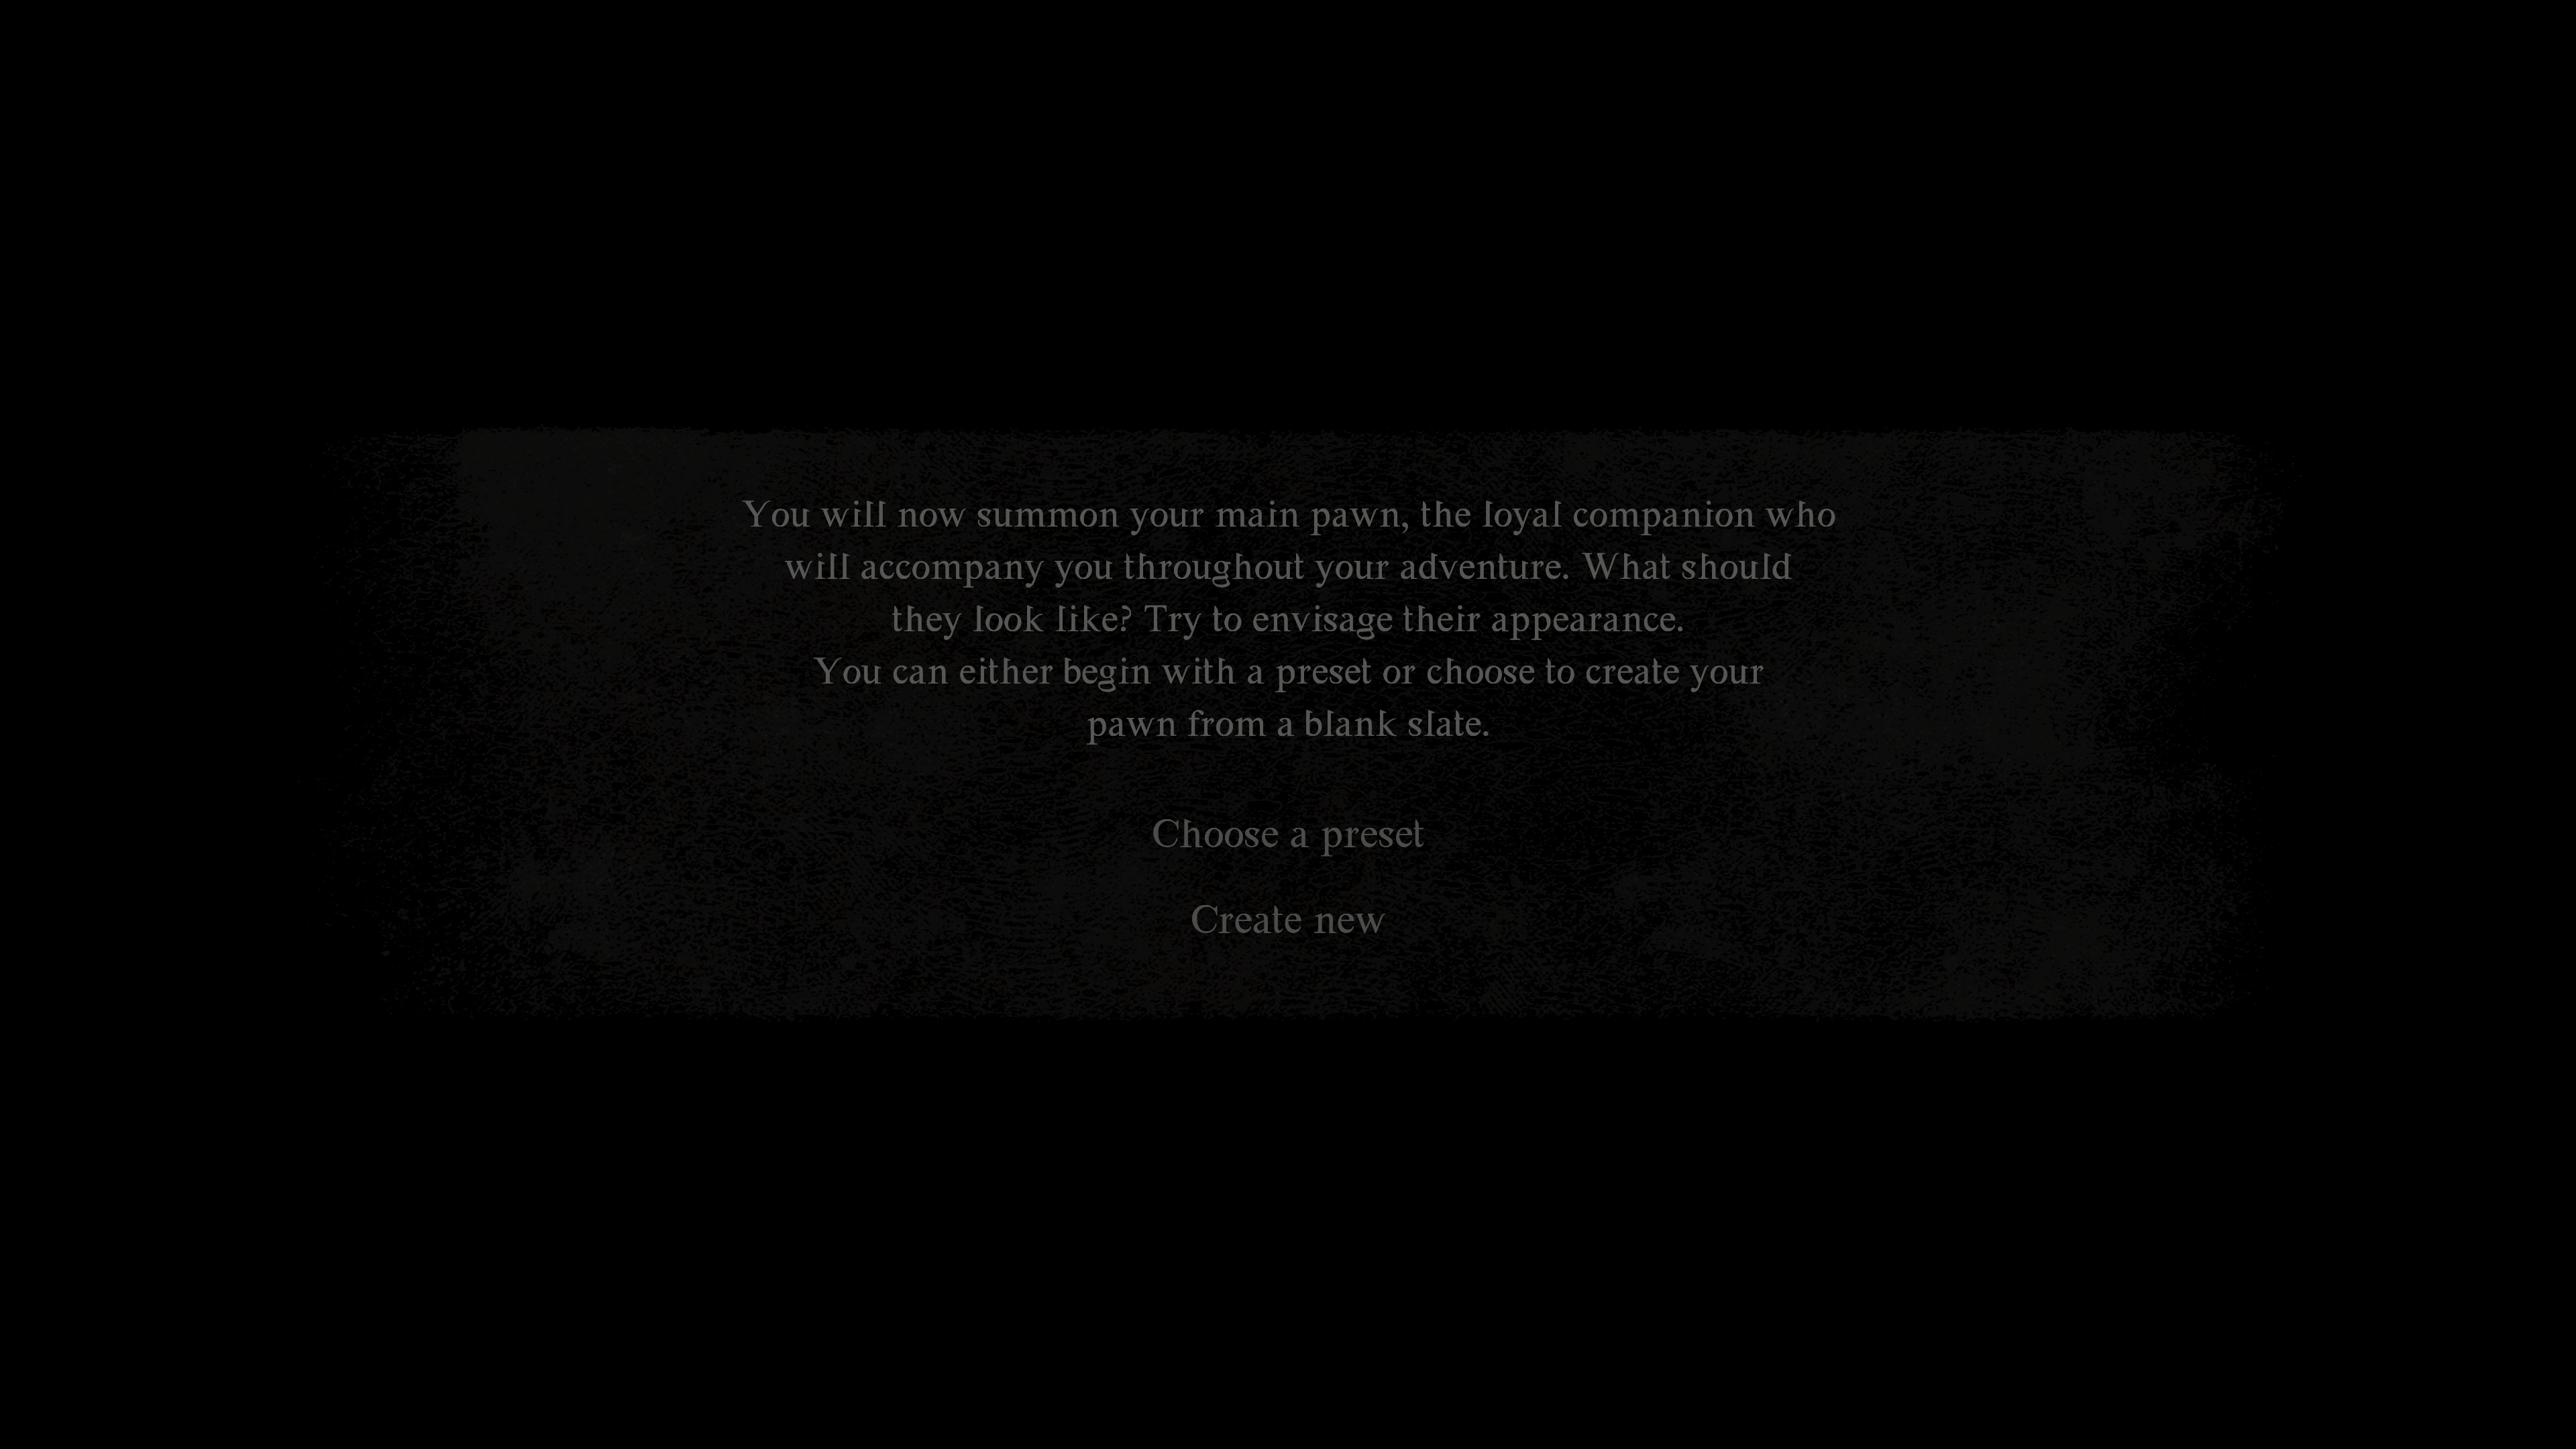 You will now summon your main pawn, the loyal companion who
will accompany you throughout your adventure. What should
they look like? Try to envisage their appearance.
You can either begin with a preset or choose to create your
pawn from a blank slate.
Choose a preset
Create new